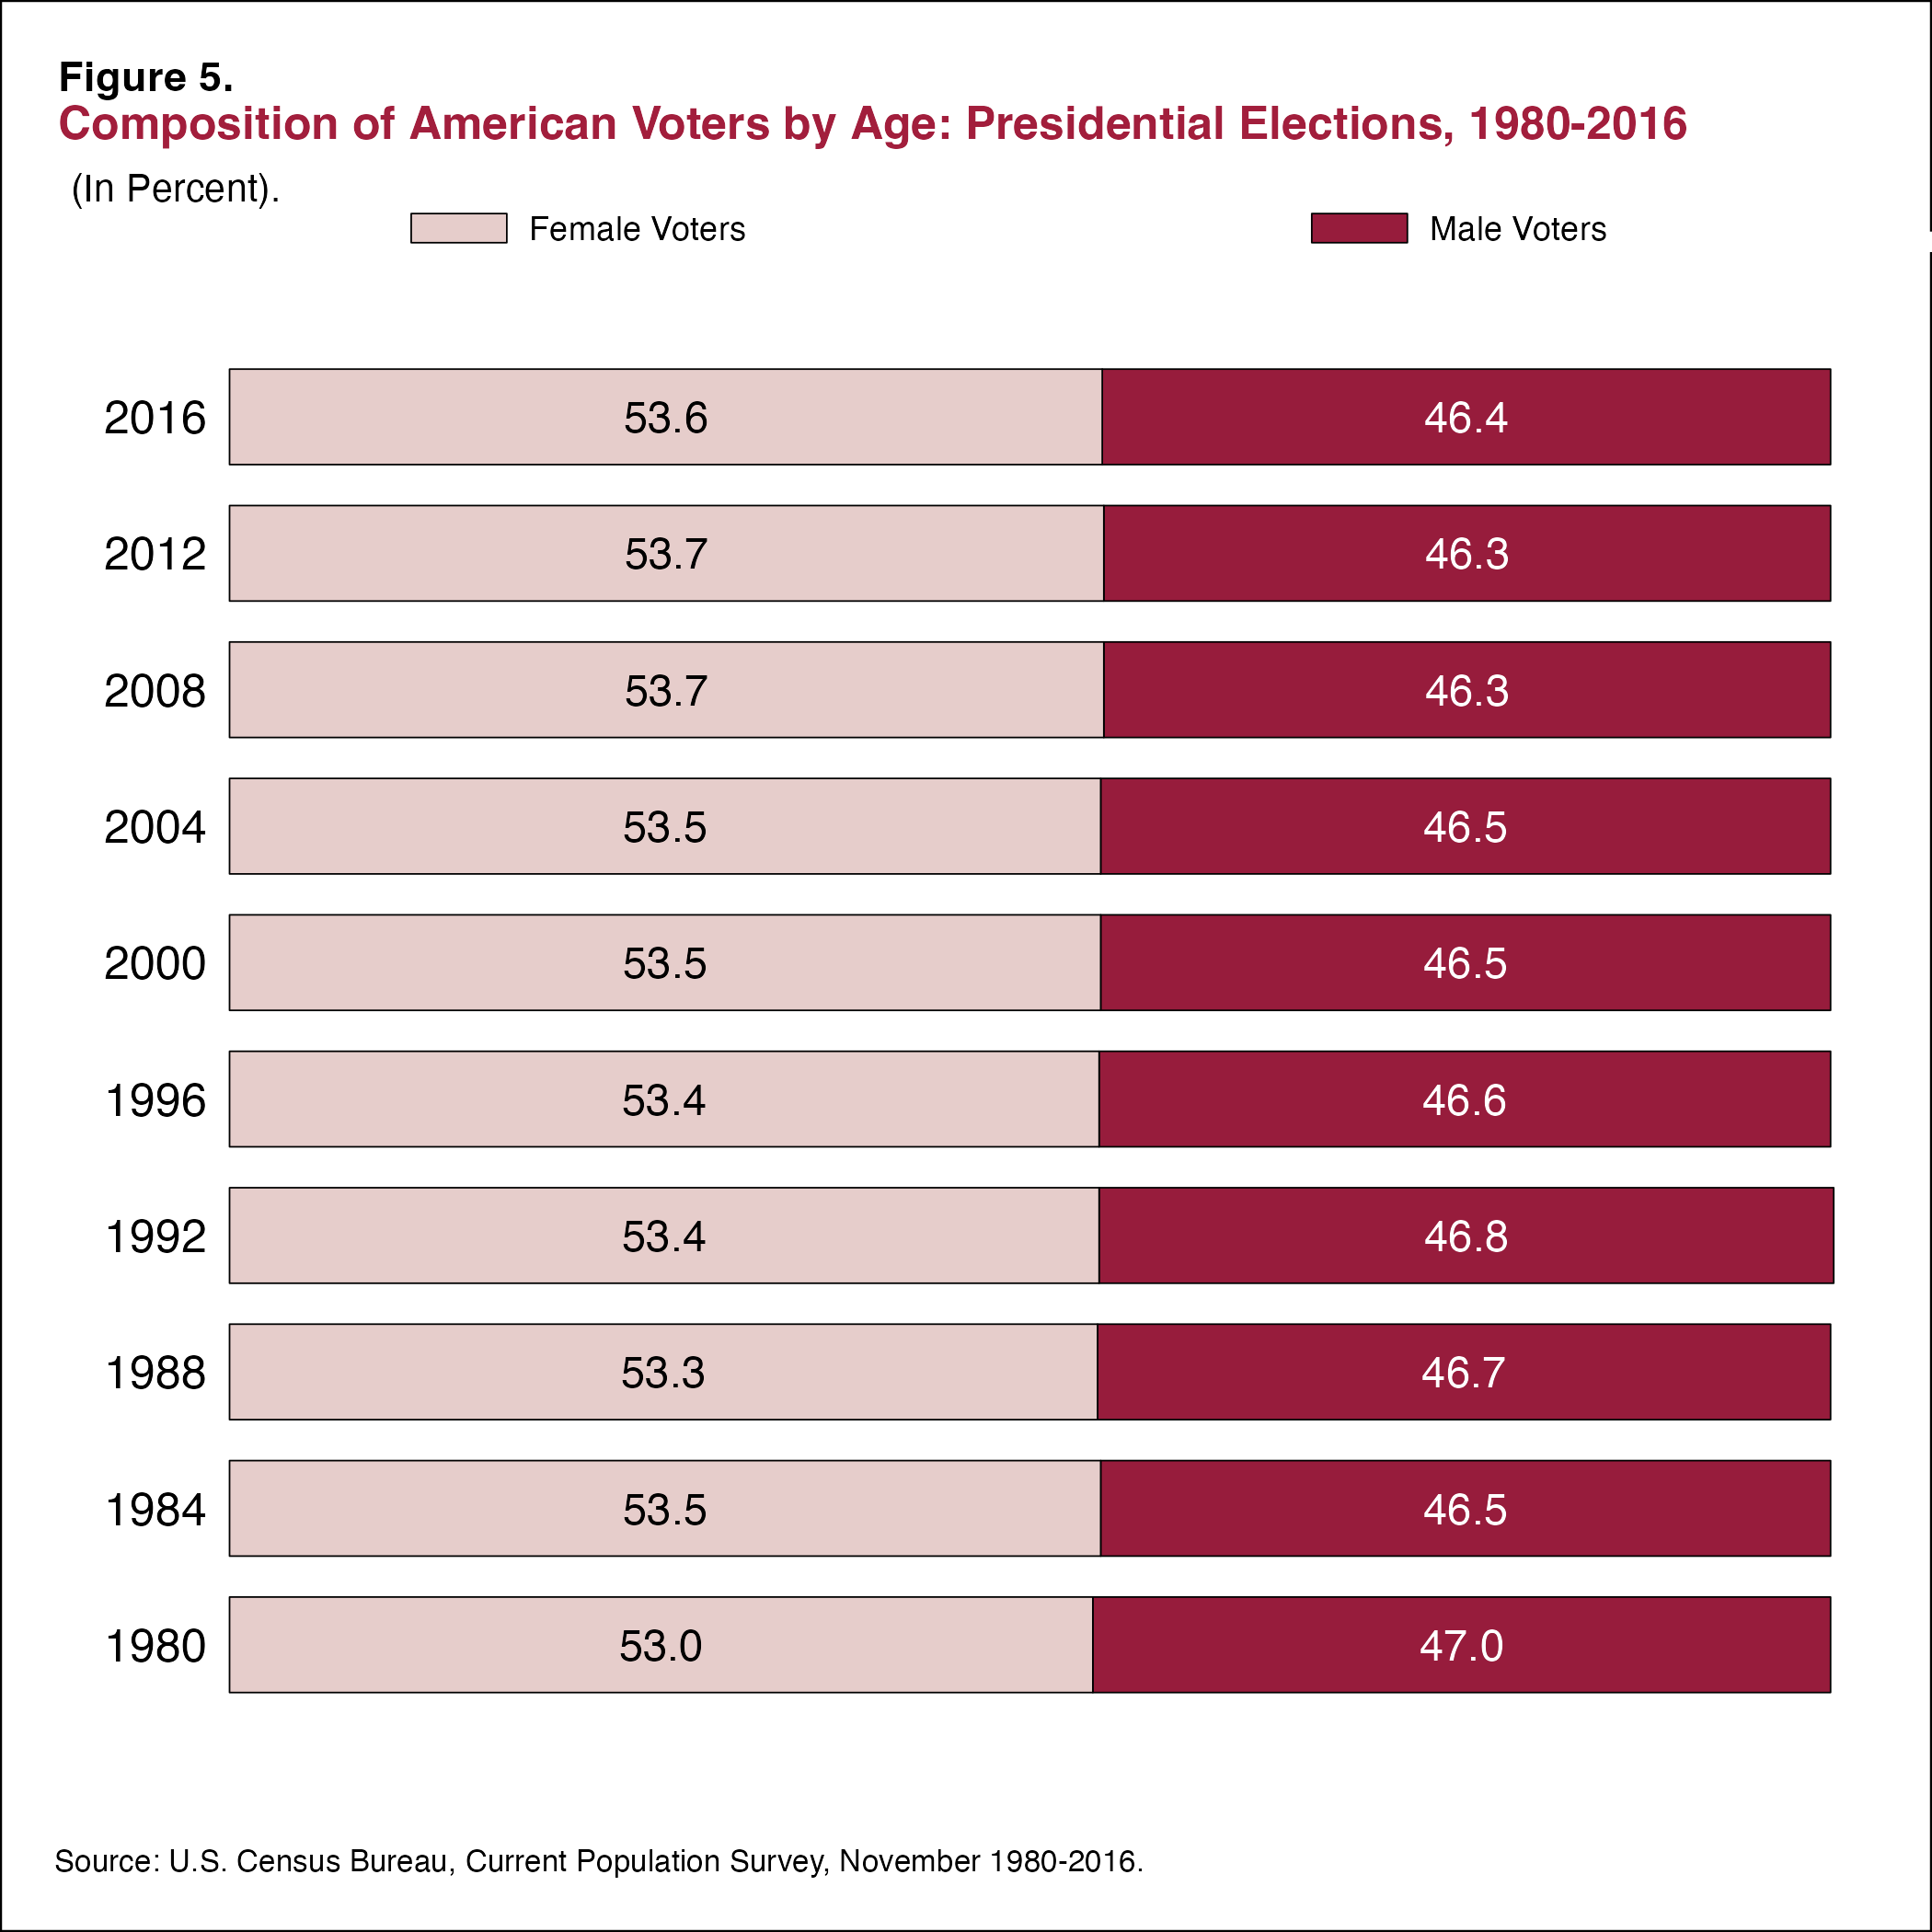 Figure 5.
Composition of American Voters by Age: Presidential Elections, 1980-2016
(In Percent).
Female Voters Male Voters
2016 53.6 46.4
2012 53.7 46.3
2008 53.7 46.3
2004 53.5 46.5
2000 53.5 46.5
1996 53.4 46.6
1992 53.4 46.8
1988 53.3 46.7
1984 53.5 46.5
1980 53.0 47.0
Source: U.S. Census Bureau, Current Population Survey, November 1980-2016.